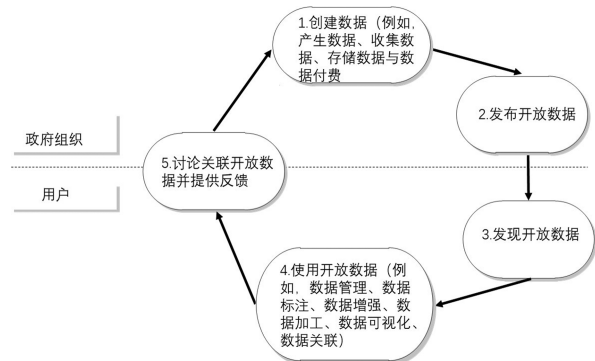 1.创建数据（例如，
产生数据、收集数
据、存储数据与数
据付费
2.发布开放数据
政府组织
5.讨论关联开放数
据并提供反馈
用户
3.发现开放数据
4.使用开放数据（例
如，数据管理、数据
标注、数据增强、数
据加工、数据可视化、
数据关联）